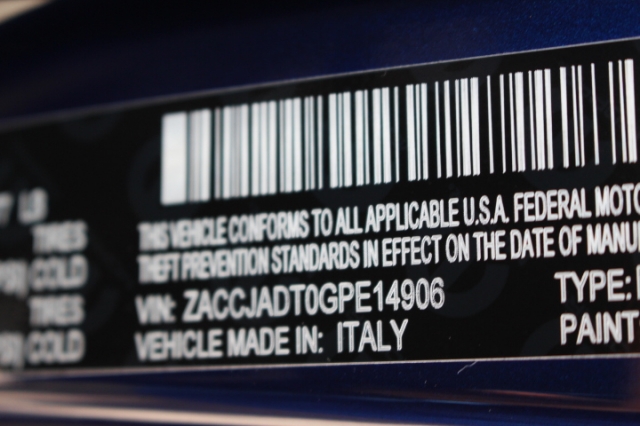 LB
TIRES
COLD
TIRES
COLD
THIS VEHICLE CONFORMS TO ALL APPLICABLE U.S.A. FEDERAL MOTO
THEFT PREVENTION STANDARDS IN EFFECT ON THE DATE OF MANU
VIN: ZACCJADT0GPE14906 TYPE:
VEHICLE MADE IN: ITALY PAINT